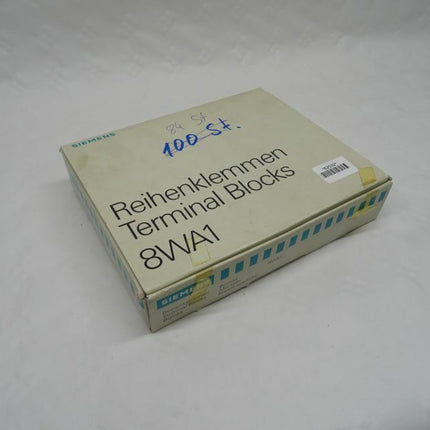 SIEMENS
84 St
100 St.
Reihenklemmen
Terminal Blocks
8WA1
SIEMENS